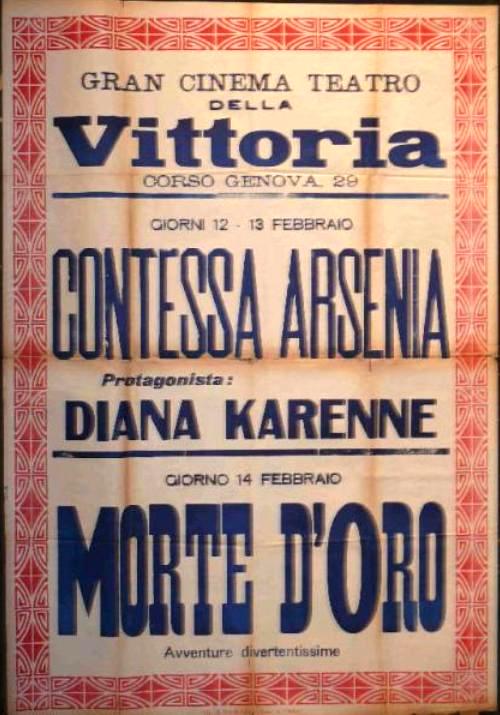 GRAN CINEMA TEATRO
DELLA
Vittoria
CORSO GENOVA 29
GIORNI 12 - 13 FEBBRAIO
CONTESSA ARSENIA
Protagonista:
DIANA KARENNE
GIORNO 14 FEBBRAIO
MORTE D'ORO
Avventure divertentissime